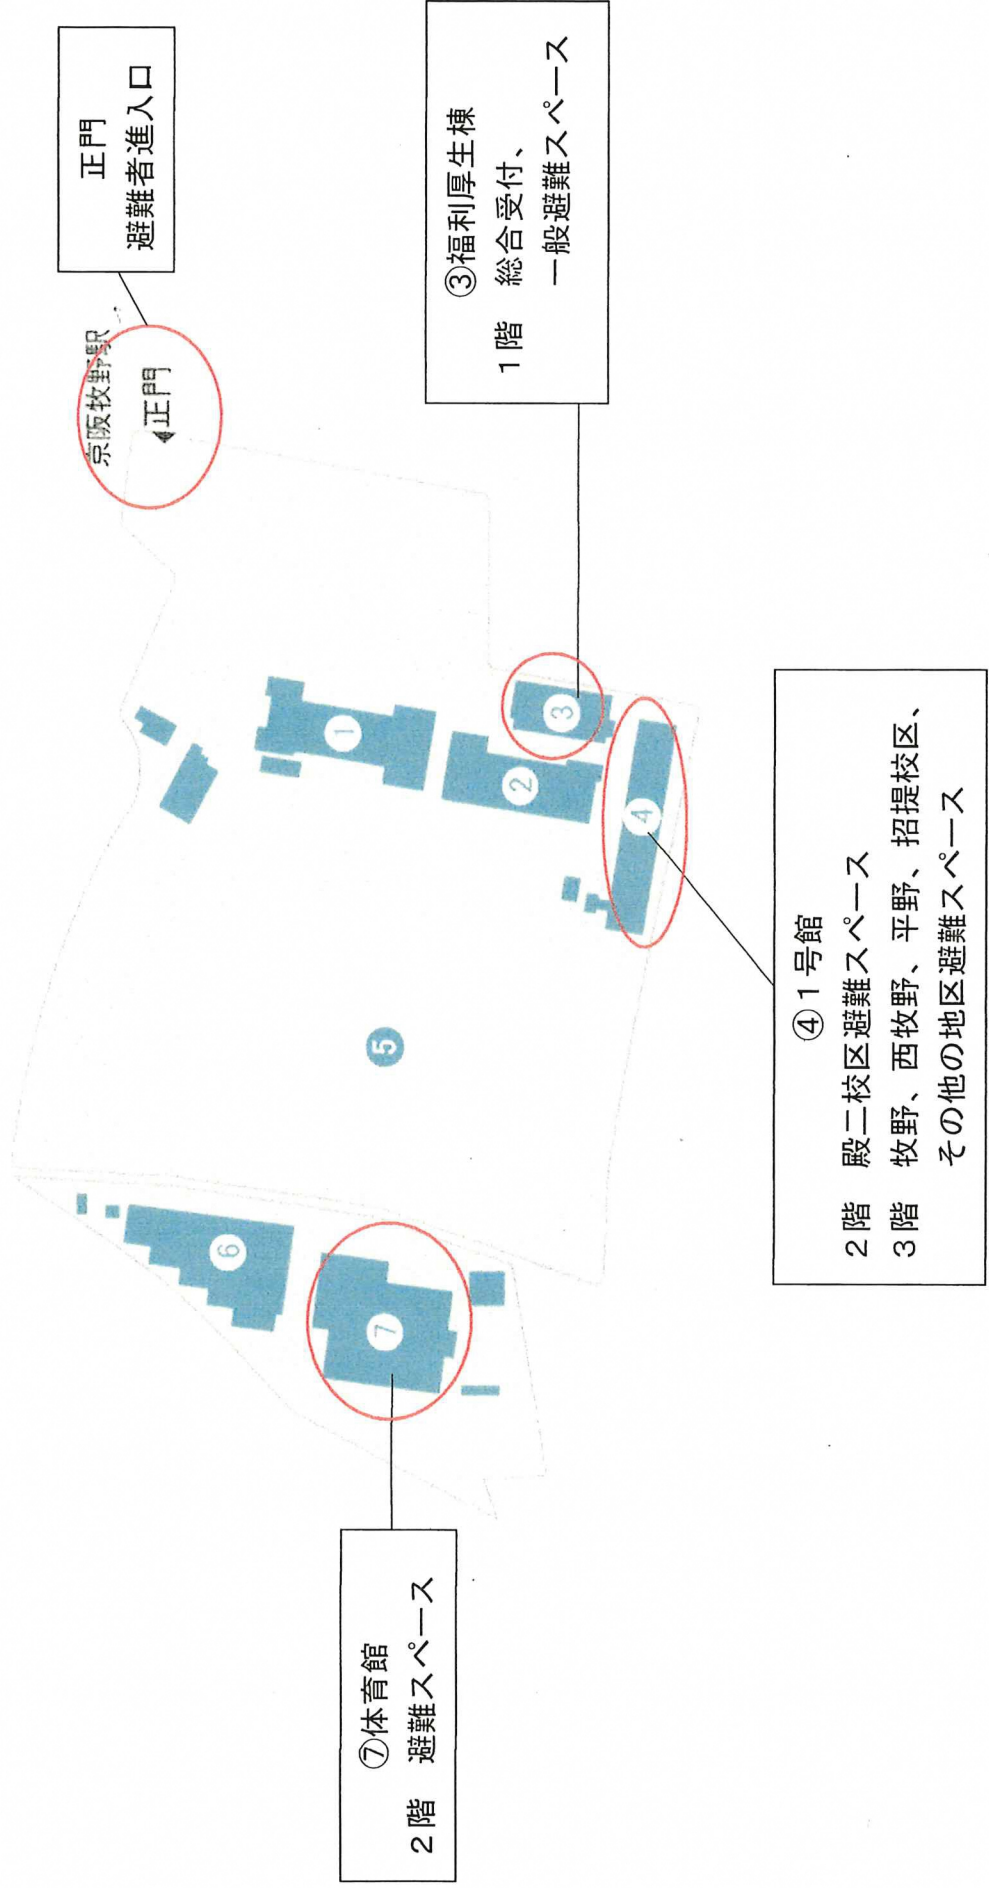 正門
避難者進入口
京阪牧野駅
正門
③福利厚生棟
1階 総合受付、
一般避難スペース
1
2
3
4
5
6
7
④1号館
2階 殿二校区避難スペース
3階 牧野、西牧野、平野、招提校区、
その他の地区避難スペース
⑦体育館
2階 避難スペース